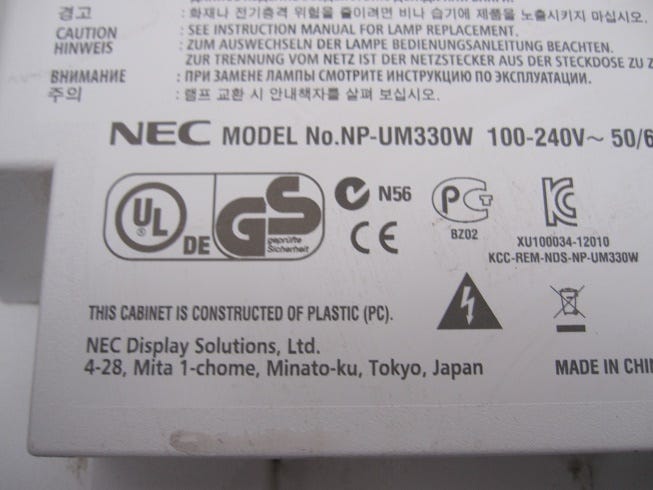 경고 : 화재나 전기충격 위험을 줄이려면 비나 습기에 제품을 노출시키지 마십시오.
CAUTION : SEE INSTRUCTION MANUAL FOR LAMP REPLACEMENT.
HINWEIS : ZUM AUSWECHSELN DER LAMPE BEDIENUNGSANLEITUNG BEACHTEN.
ZUR TRENNUNG VOM NETZ IST DER NETZSTECKER AUS DER STECKDOSE ZU Z
ВНИМАНИЕ : ПРИ ЗАМЕНЕ ЛАМПЫ СМОТРИТЕ ИНСТРУКЦИЮ ПО ЭКСПЛУАТАЦИИ.
주의 : 램프 교환 시 안내책자를 살펴 보십시오.
NEC MODEL No.NP-UM330W 100-240V~ 50/6
UL® DE
GS
geprüfte
Sicherheit
N56
CE
PC
BZ02
KC
XU100034-12010
KCC-REM-NDS-NP-UM330W
THIS CABINET IS CONSTRUCTED OF PLASTIC (PC).
NEC Display Solutions, Ltd.
4-28, Mita 1-chome, Minato-ku, Tokyo, Japan
MADE IN CHI